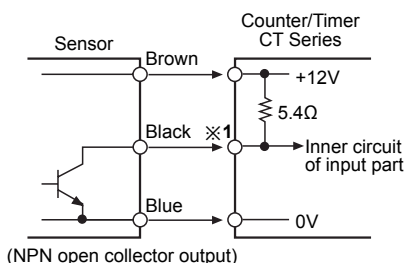 Counter/Timer
CT Series
Sensor
Brown
+12V
5.4Ω
Black ※1
Inner circuit
of input part
Blue
0V
(NPN open collector output)